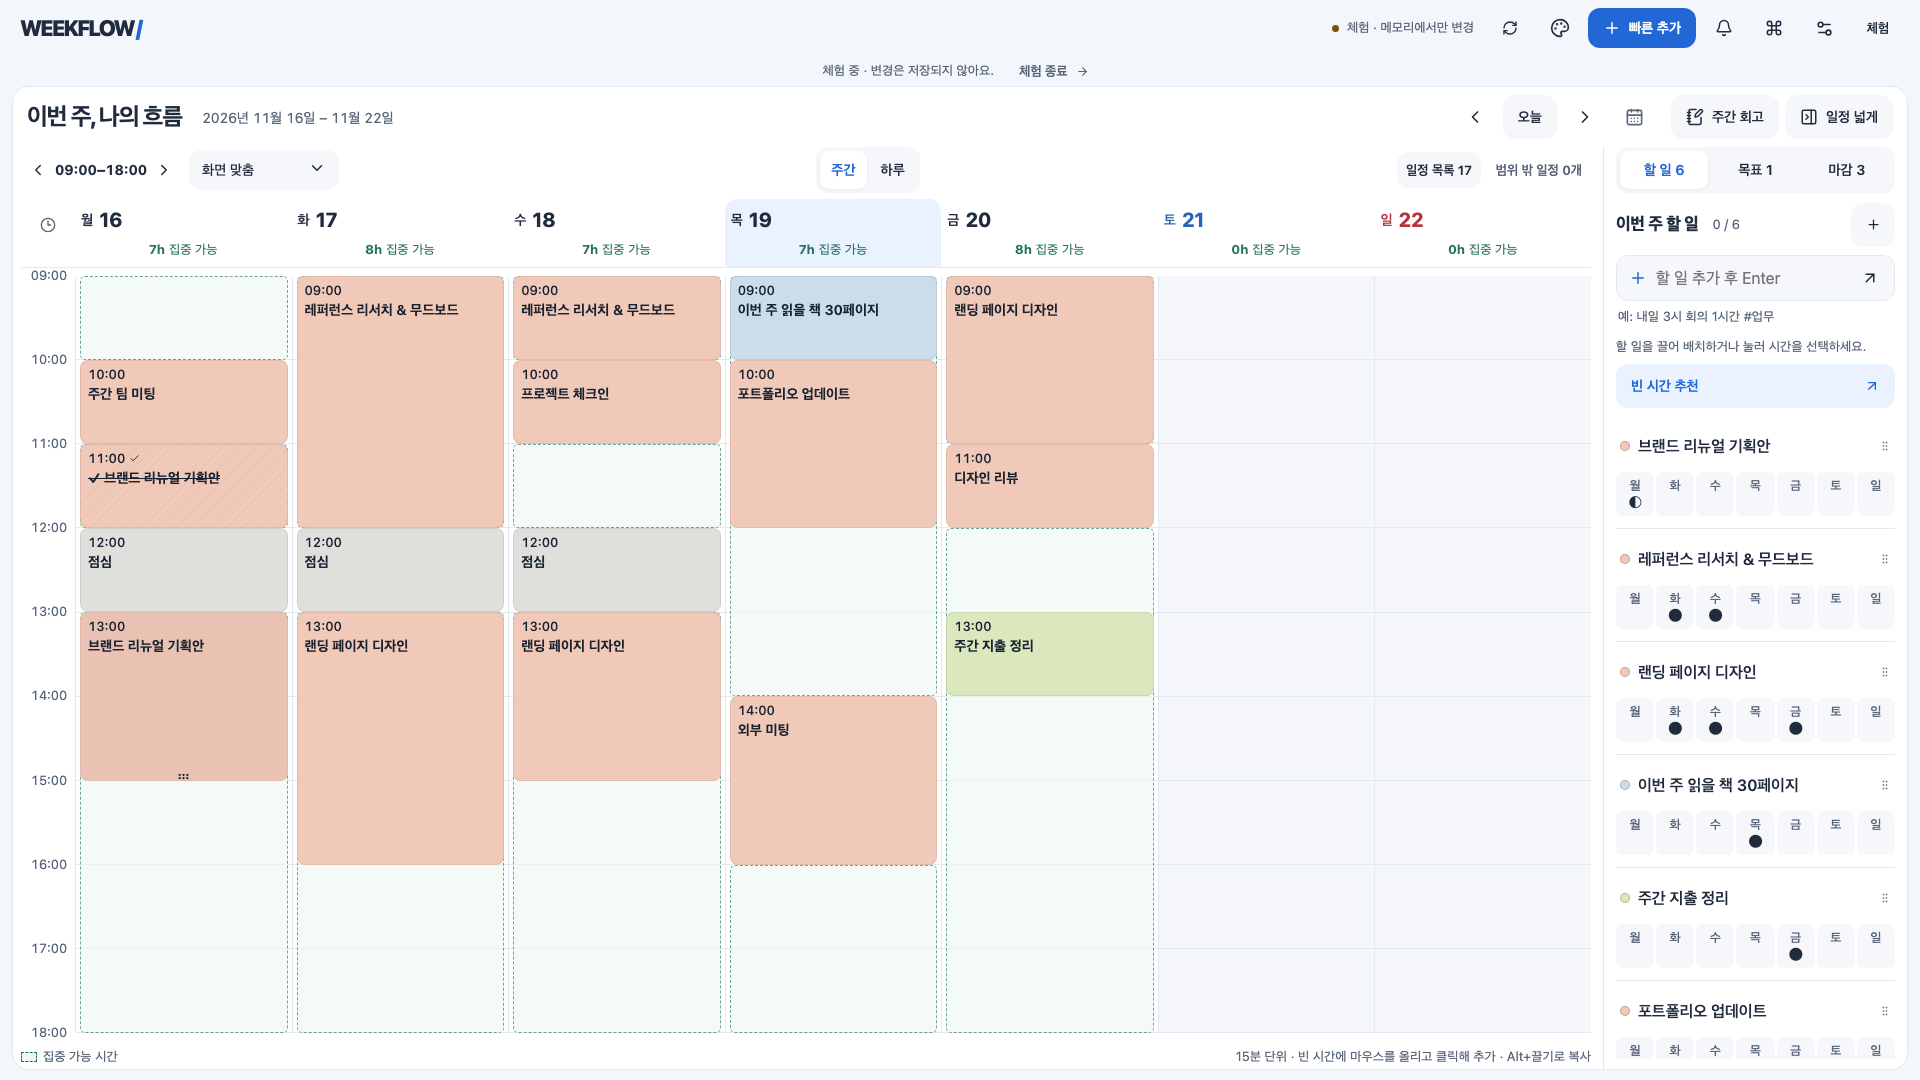 WEEKFLOW/
체험 · 메모리에서만 변경
빠른 추가
체험
체험 중 · 변경은 저장되지 않아요.
체험 종료 →
이번 주, 나의 흐름
2026년 11월 16일 – 11월 22일
오늘
주간 회고
일정 넓게
09:00–18:00
화면 맞춤
주간
하루
일정 목록 17
범위 밖 일정 0개
월 16
7h 집중 가능
화 17
8h 집중 가능
수 18
7h 집중 가능
목 19
7h 집중 가능
금 20
8h 집중 가능
토 21
0h 집중 가능
일 22
0h 집중 가능
09:00
10:00
11:00
12:00
13:00
14:00
15:00
16:00
17:00
18:00
10:00
주간 팀 미팅
11:00 ✓
✓ 브랜드 리뉴얼 기획안
12:00
점심
13:00
브랜드 리뉴얼 기획안
09:00
레퍼런스 리서치 & 무드보드
12:00
점심
13:00
랜딩 페이지 디자인
09:00
레퍼런스 리서치 & 무드보드
10:00
프로젝트 체크인
12:00
점심
13:00
랜딩 페이지 디자인
09:00
이번 주 읽을 책 30페이지
10:00
포트폴리오 업데이트
14:00
외부 미팅
09:00
랜딩 페이지 디자인
11:00
디자인 리뷰
13:00
주간 지출 정리
집중 가능 시간
15분 단위 · 빈 시간에 마우스를 올리고 클릭해 추가 · Alt+끌기로 복사
할 일 6
목표 1
마감 3
이번 주 할 일
0 / 6
할 일 추가 후 Enter
예: 내일 3시 회의 1시간 #업무
할 일을 끌어 배치하거나 눌러 시간을 선택하세요.
빈 시간 추천
브랜드 리뉴얼 기획안
월 화 수 목 금 토 일
레퍼런스 리서치 & 무드보드
월 화 수 목 금 토 일
랜딩 페이지 디자인
월 화 수 목 금 토 일
이번 주 읽을 책 30페이지
월 화 수 목 금 토 일
주간 지출 정리
월 화 수 목 금 토 일
포트폴리오 업데이트
월 화 수 목 금 토 일